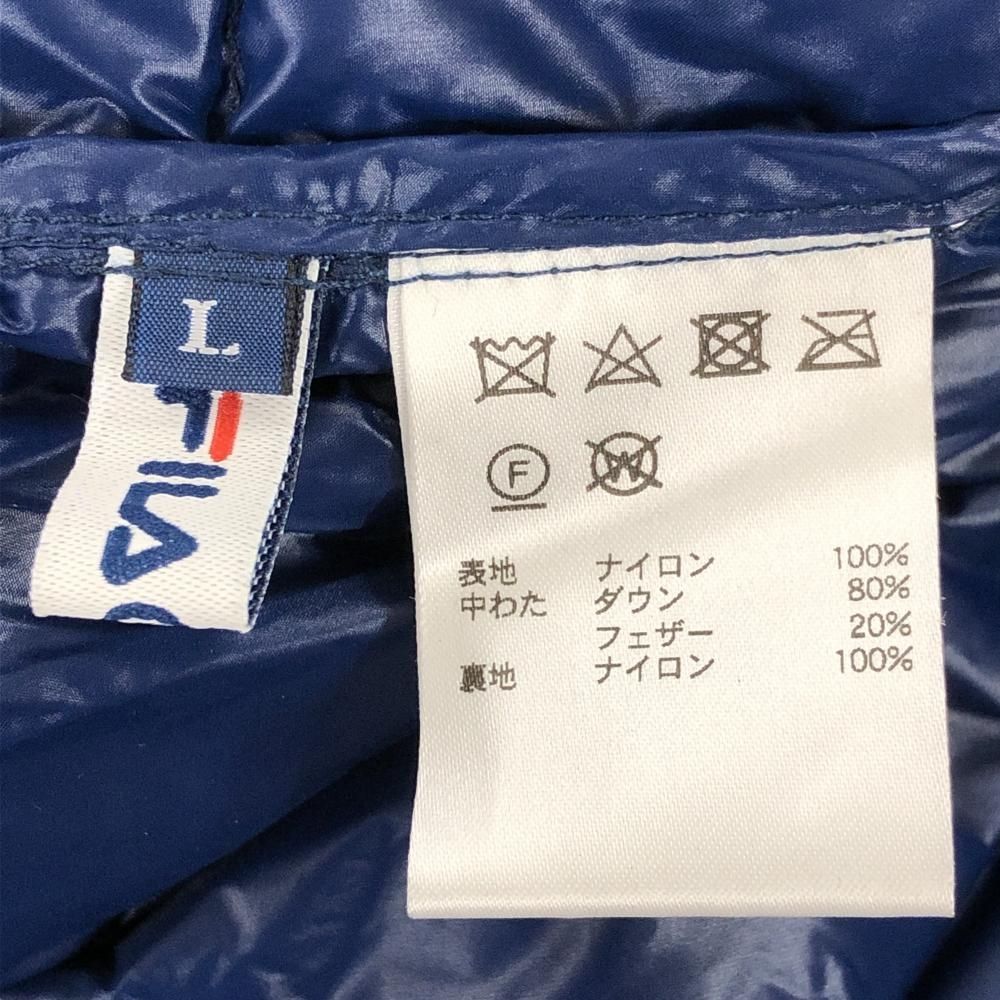 L
FILA
F
W
表地 ナイロン 100%
中わた ダウン 80%
フェザー 20%
裏地 ナイロン 100%